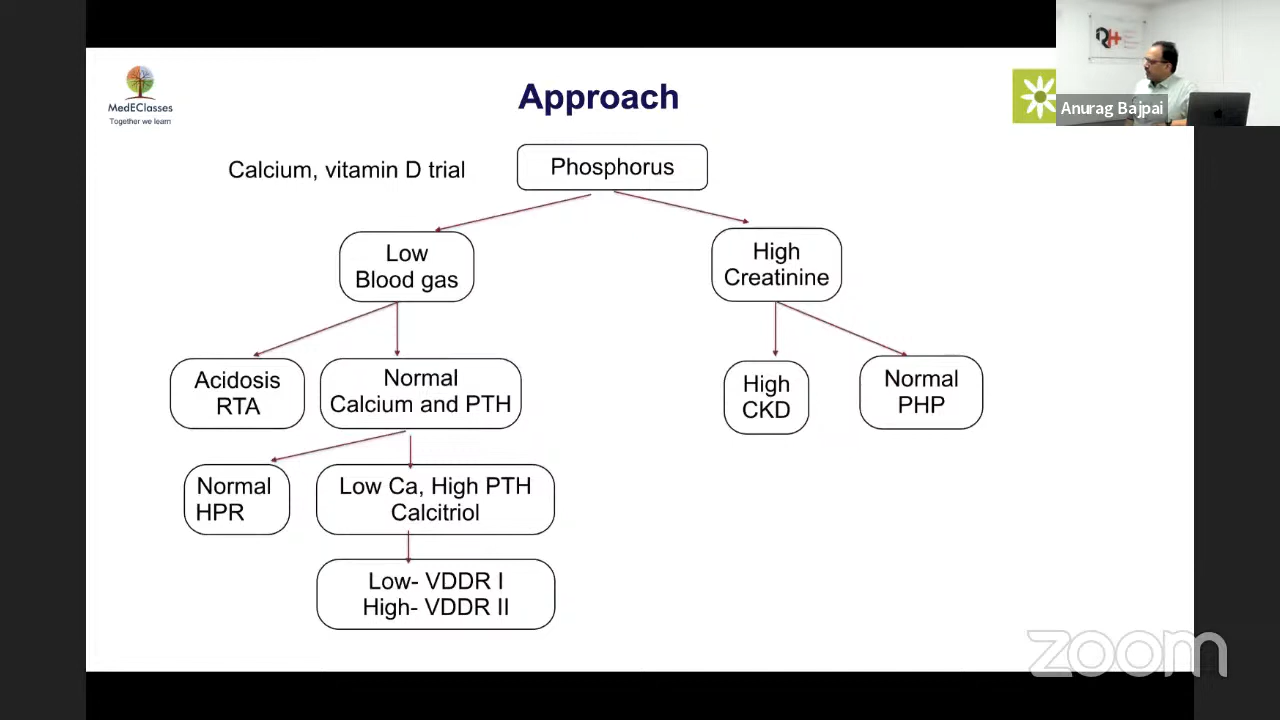 MedEClasses
Together we learn
Approach
Anurag Bajpai
Calcium, vitamin D trial
Phosphorus
Low
Blood gas
High
Creatinine
Acidosis
RTA
Normal
Calcium and PTH
High
CKD
Normal
PHP
Normal
HPR
Low Ca, High PTH
Calcitriol
Low- VDDR I
High- VDDR II
zoom